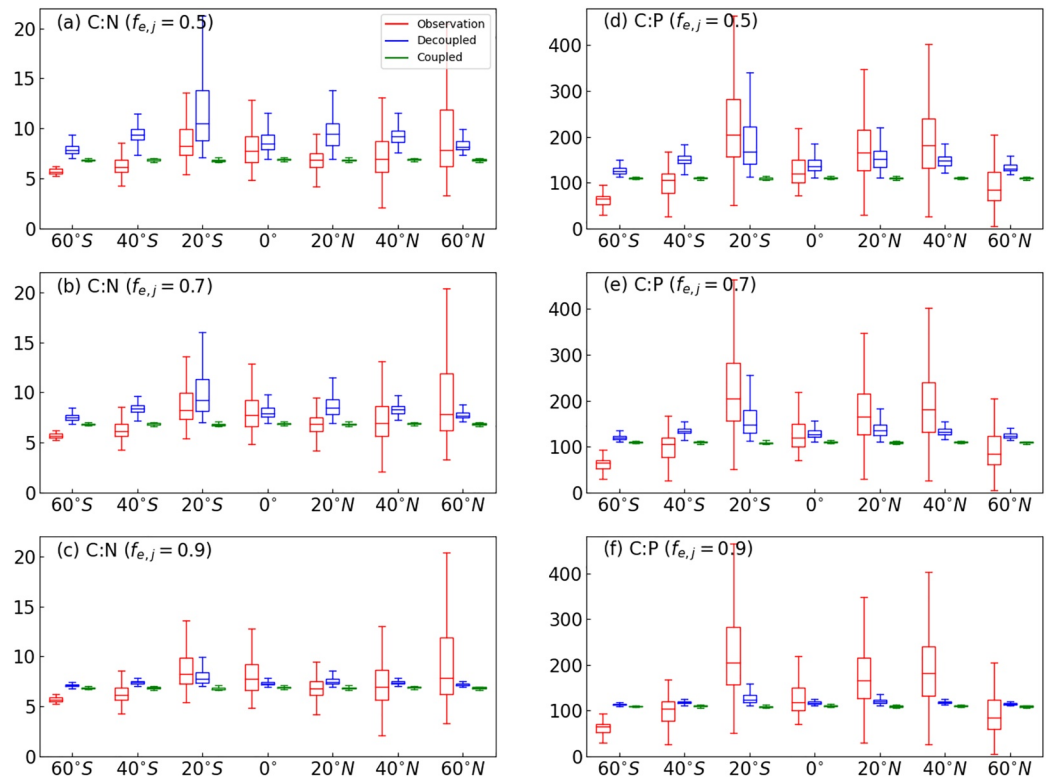 (a) C:N (f_{e,j} = 0.5)
Observation
Decoupled
Coupled
20
15
10
5
0
60°S 40°S 20°S 0° 20°N 40°N 60°N
(d) C:P (f_{e,j} = 0.5)
400
300
200
100
0
60°S 40°S 20°S 0° 20°N 40°N 60°N
(b) C:N (f_{e,j} = 0.7)
20
15
10
5
0
60°S 40°S 20°S 0° 20°N 40°N 60°N
(e) C:P (f_{e,j} = 0.7)
400
300
200
100
0
60°S 40°S 20°S 0° 20°N 40°N 60°N
(c) C:N (f_{e,j} = 0.9)
20
15
10
5
0
60°S 40°S 20°S 0° 20°N 40°N 60°N
(f) C:P (f_{e,j} = 0.9)
400
300
200
100
0
60°S 40°S 20°S 0° 20°N 40°N 60°N